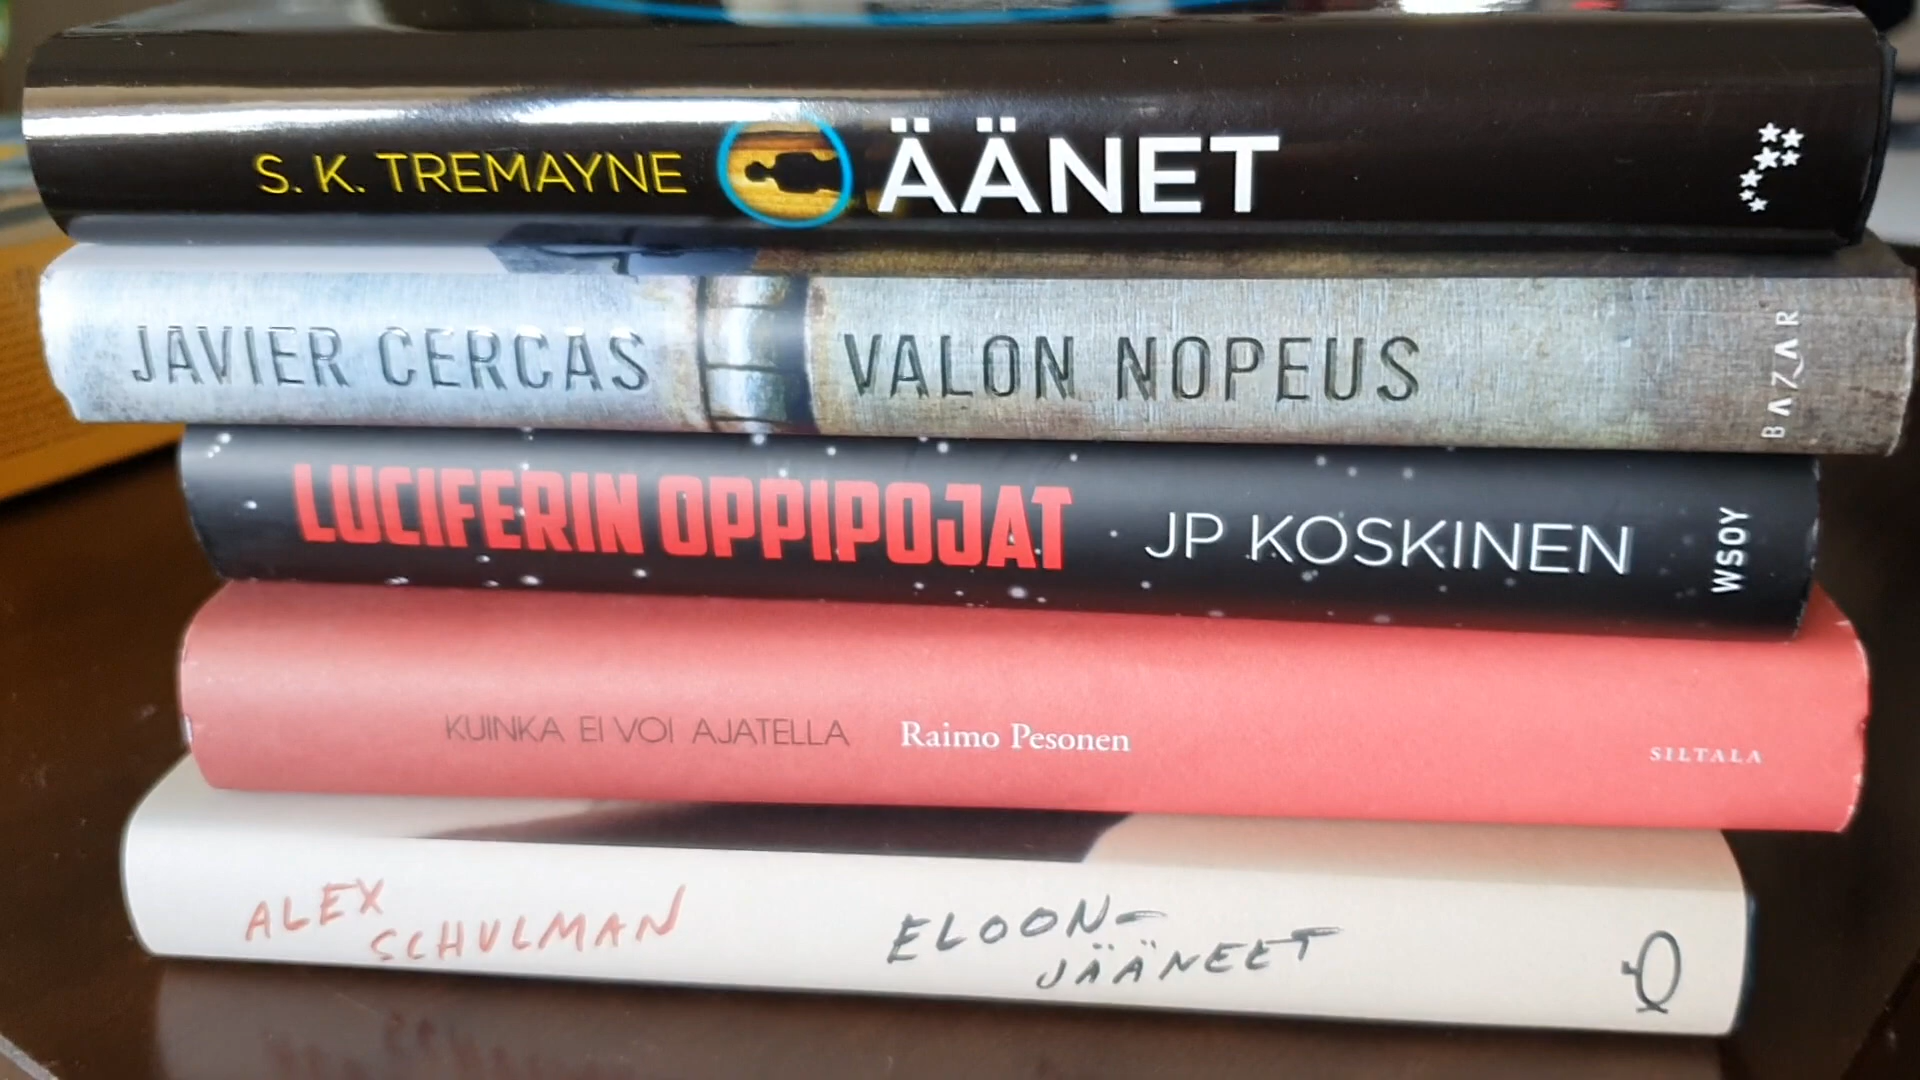 S. K. TREMAYNE ÄÄNET
JAVIER CERCAS VALON NOPEUS BAZAR
LUCIFERIN OPPIPOJAT JP KOSKINEN WSOY
KUINKA EI VOI AJATELLA Raimo Pesonen SILTALA
ALEX
SCHULMAN
ELOON-
JÄÄNEET